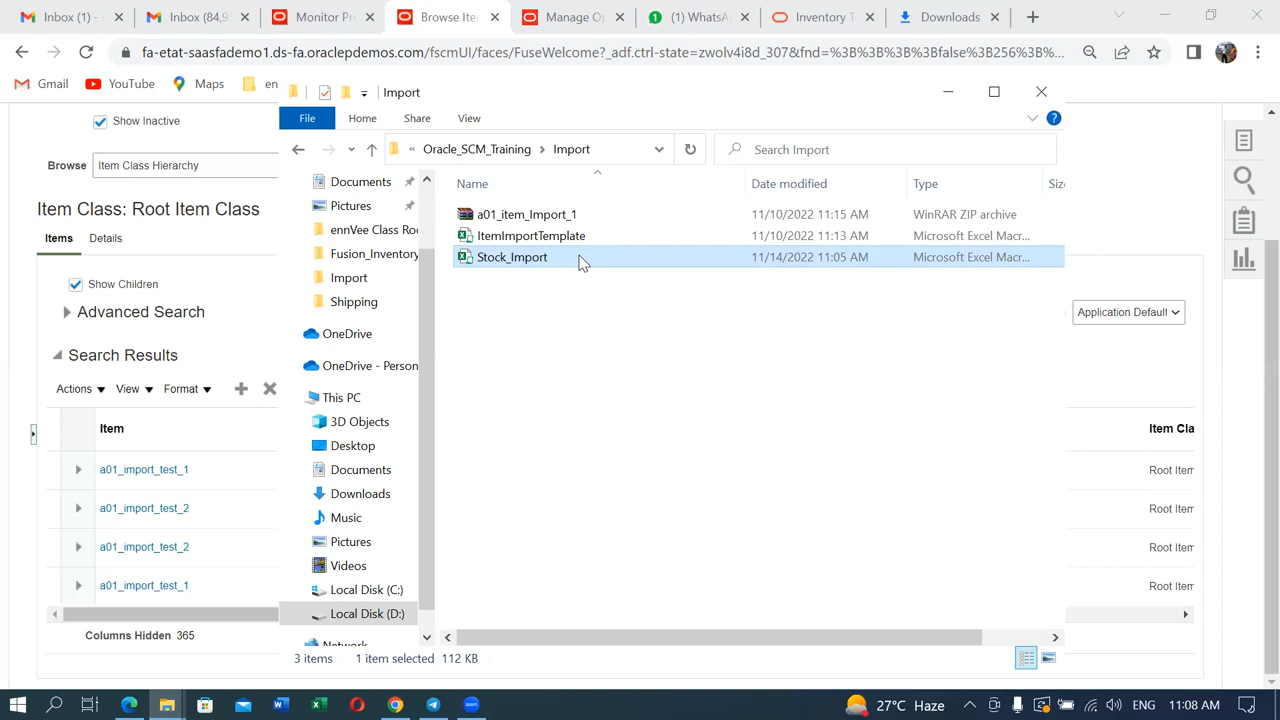 Inbox (1) -
Inbox (84,9
Monitor Pr
Browse Ite
Manage Op
(1) WhatsA
Inventory T
Downloads
fa-etat-saasfademo1.ds-fa.oraclepdemos.com/fscmUI/faces/FuseWelcome?_adf.ctrl-state=zwolv4i8d_307&fnd=%3B%3B%3B%3Bfalse%3B256%3B%...
Gmail
YouTube
Maps
en
Import
Show Inactive
File
Home
Share
View
Browse
Item Class Hierarchy
« Oracle_SCM_Training > Import
Search Import
Item Class: Root Item Class
Items
Details
Show Children
Advanced Search
Search Results
Actions
View
Format
Item
a01_import_test_1
a01_import_test_2
a01_import_test_2
a01_import_test_1
Columns Hidden 365
Documents
Pictures
ennVee Class Roo
Fusion_Inventory
Import
Shipping
OneDrive
OneDrive - Person
This PC
3D Objects
Desktop
Documents
Downloads
Music
Pictures
Videos
Local Disk (C:)
Local Disk (D:)
Network
Name
Date modified
Type
Size
a01_item_Import_1
11/10/2022 11:15 AM
WinRAR ZIP archive
ItemImportTemplate
11/10/2022 11:13 AM
Microsoft Excel Macr...
Stock_Import
11/14/2022 11:05 AM
Microsoft Excel Macr...
3 items
1 item selected
112 KB
Application Default
Item Cla
Root Item
Root Item
Root Item
Root Item
27°C Haze
ENG
11:08 AM